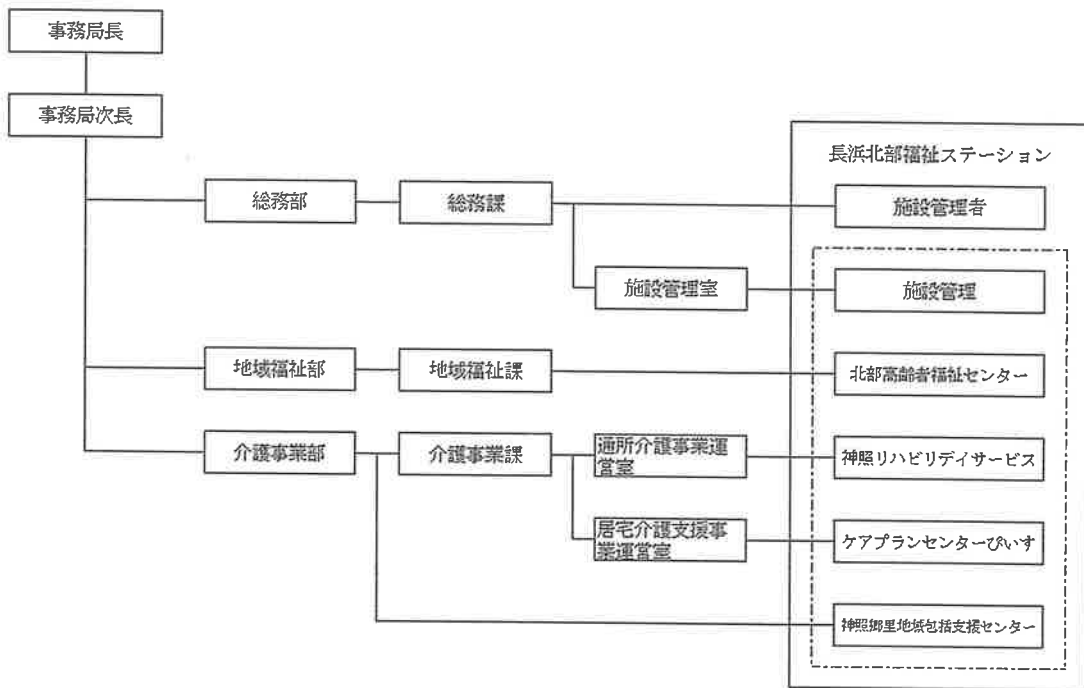 事務局長
事務局次長
長浜北部福祉ステーション
総務部
総務課
施設管理者
施設管理室
施設管理
地域福祉部
地域福祉課
北部高齢者福祉センター
介護事業部
介護事業課
通所介護事業運
営室
神照リハビリデイサービス
居宅介護支援事
業運営室
ケアプランセンターぴいす
神照郷里地域包括支援センター